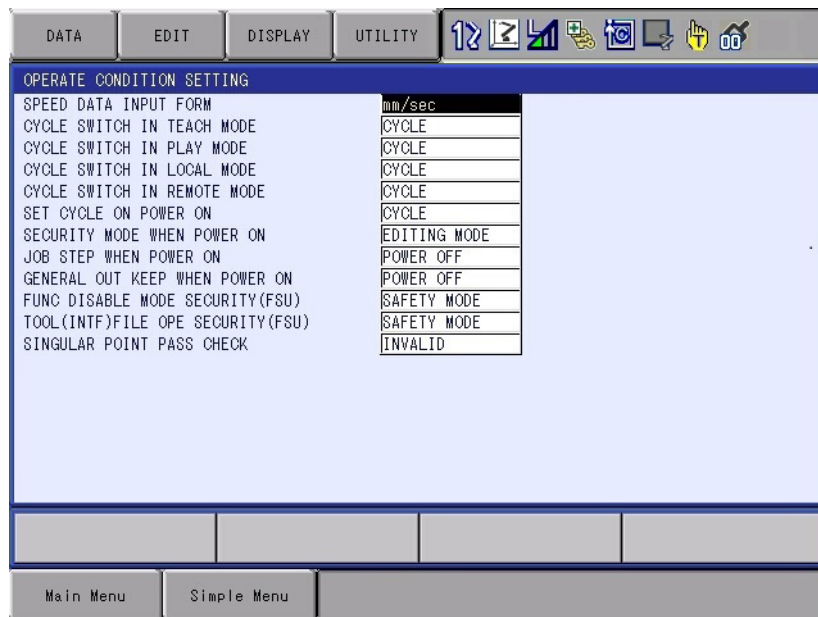 DATA EDIT DISPLAY UTILITY
OPERATE CONDITION SETTING
SPEED DATA INPUT FORM mm/sec
CYCLE SWITCH IN TEACH MODE CYCLE
CYCLE SWITCH IN PLAY MODE CYCLE
CYCLE SWITCH IN LOCAL MODE CYCLE
CYCLE SWITCH IN REMOTE MODE CYCLE
SET CYCLE ON POWER ON CYCLE
SECURITY MODE WHEN POWER ON EDITING MODE
JOB STEP WHEN POWER ON POWER OFF
GENERAL OUT KEEP WHEN POWER ON POWER OFF
FUNC DISABLE MODE SECURITY(FSU) SAFETY MODE
TOOL(INTF)FILE OPE SECURITY(FSU) SAFETY MODE
SINGULAR POINT PASS CHECK INVALID
Main Menu Simple Menu